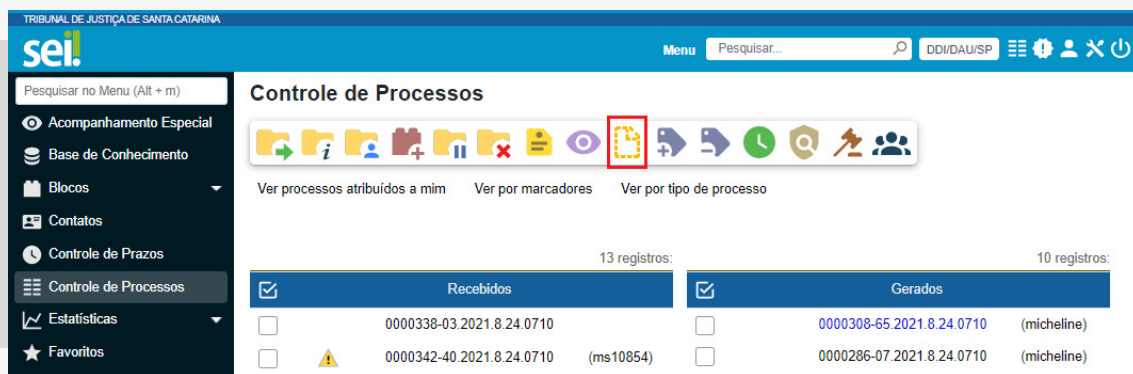 TRIBUNAL DE JUSTIÇA DE SANTA CATARINA
sei!
Menu
Pesquisar...
DDI/DAU/SP
Pesquisar no Menu (Alt + m)
Acompanhamento Especial
Base de Conhecimento
Blocos
Contatos
Controle de Prazos
Controle de Processos
Estatísticas
Favoritos
Controle de Processos
Ver processos atribuídos a mim Ver por marcadores Ver por tipo de processo
13 registros:
Recebidos
0000338-03.2021.8.24.0710
0000342-40.2021.8.24.0710 (ms10854)
10 registros:
Gerados
0000308-65.2021.8.24.0710 (micheline)
0000286-07.2021.8.24.0710 (micheline)